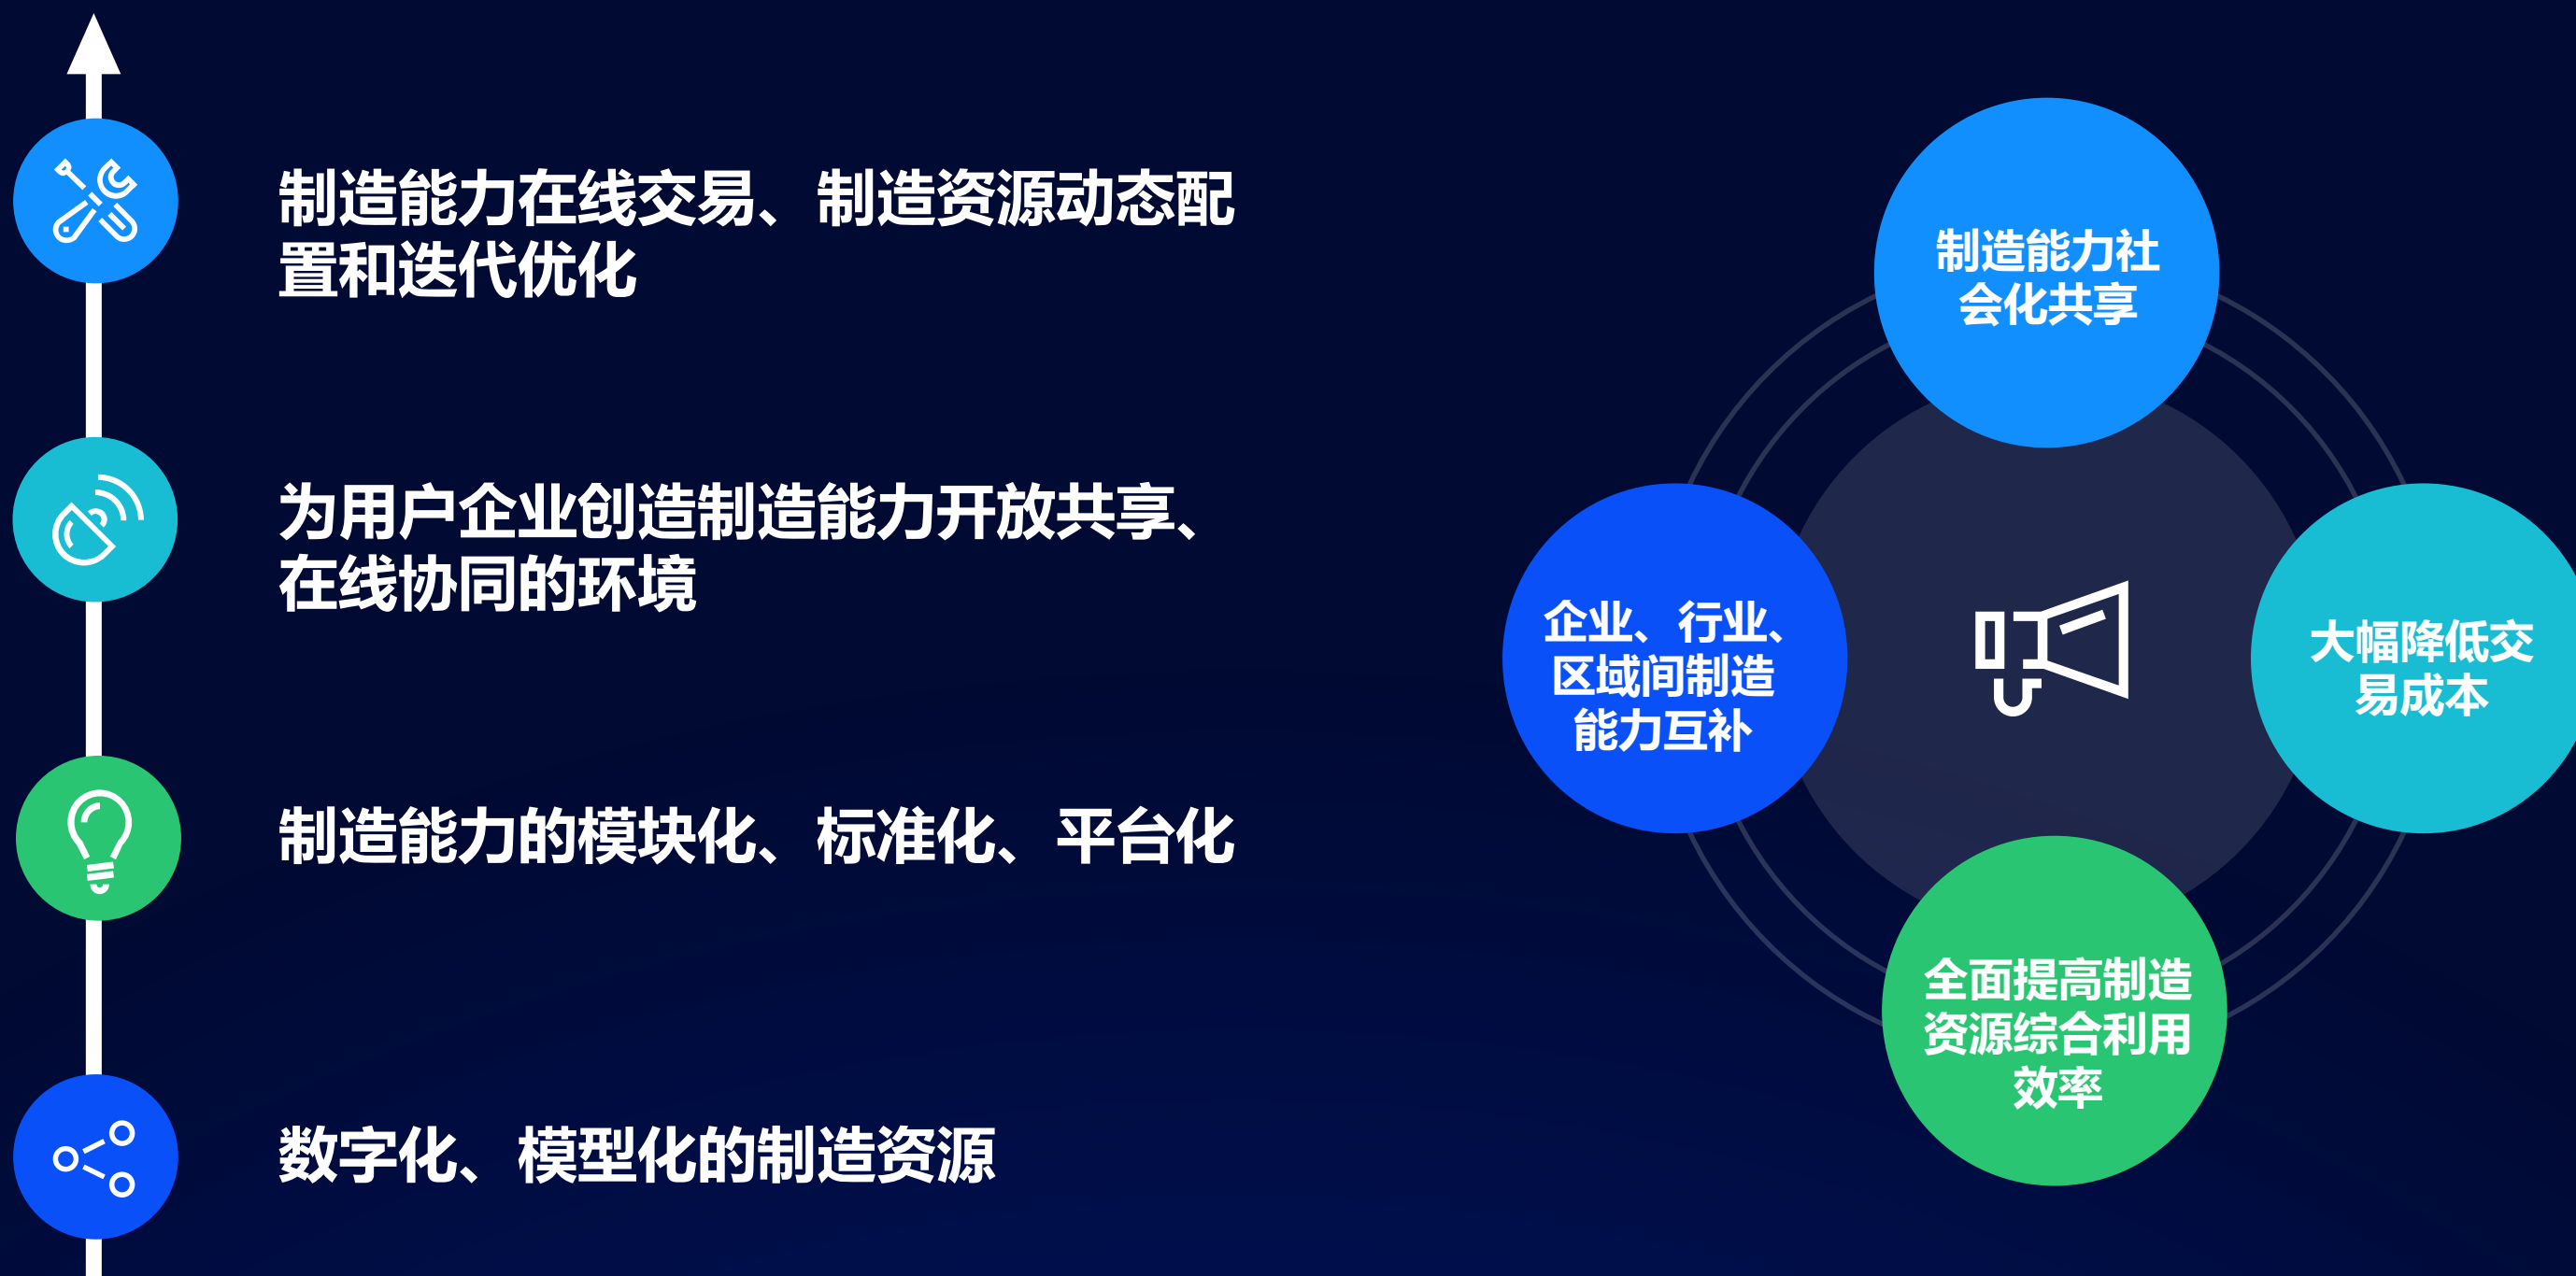 制造能力在线交易、制造资源动态配
置和迭代优化
为用户企业创造制造能力开放共享、
在线协同的环境
制造能力的模块化、标准化、平台化
数字化、模型化的制造资源
制造能力社
会化共享
企业、行业、
区域间制造
能力互补
大幅降低交
易成本
全面提高制造
资源综合利用
效率